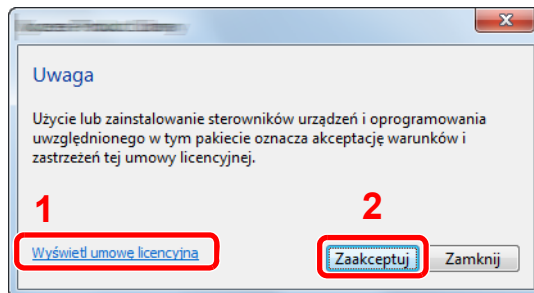 Uwaga
Użycie lub zainstalowanie sterowników urządzeń i oprogramowania
uwzględnionego w tym pakiecie oznacza akceptację warunków i
zastrzeżeń tej umowy licencyjnej.
1
2
Wyświetl umowę licencyjną
Zaakceptuj
Zamknij